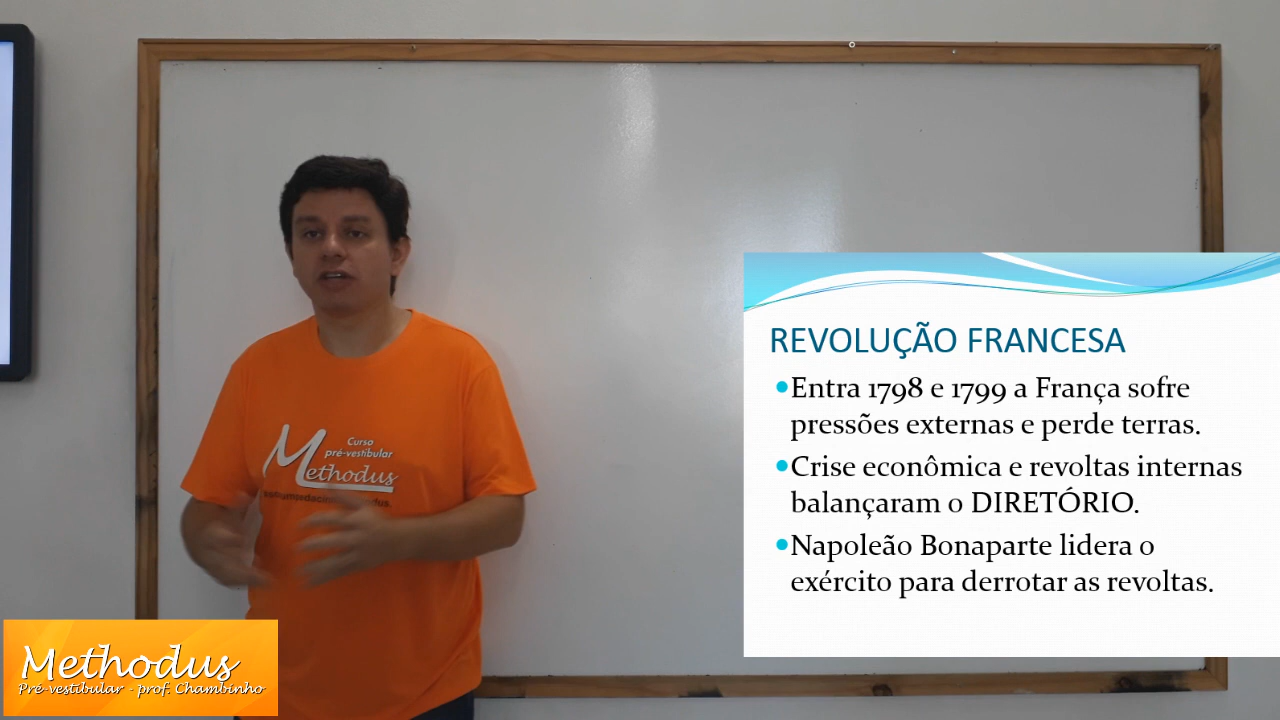 REVOLUÇÃO FRANCESA
Entra 1798 e 1799 a França sofre
pressões externas e perde terras.
Crise econômica e revoltas internas
balançaram o DIRETÓRIO.
Napoleão Bonaparte lidera o
exército para derrotar as revoltas.
Curso
pré-vestibular
Methodus
Methodus
Pré-vestibular - prof. Chambinho